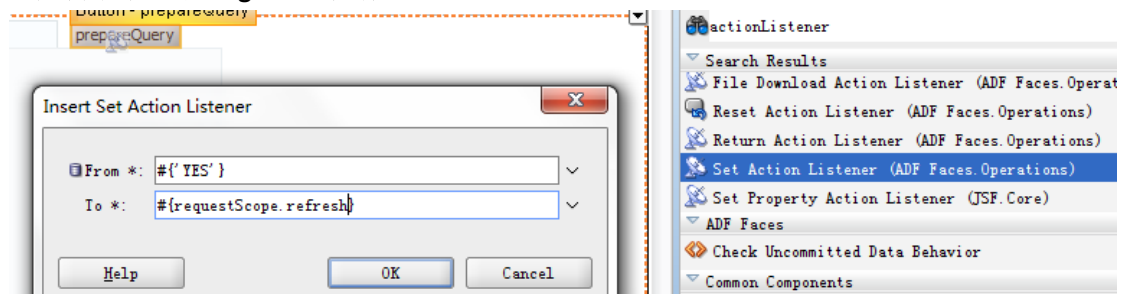 Button - prepareQuery
prepareQuery
Insert Set Action Listener
From *: #{'YES'}
To *: #{requestScope.refresh}
Help
OK
Cancel
actionListener
Search Results
File Download Action Listener (ADF Faces.Operat
Reset Action Listener (ADF Faces.Operations)
Return Action Listener (ADF Faces.Operations)
Set Action Listener (ADF Faces.Operations)
Set Property Action Listener (JSF.Core)
ADF Faces
Check Uncommitted Data Behavior
Common Components